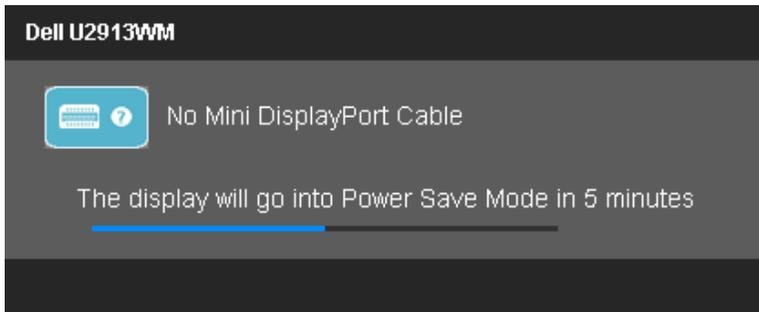 Dell U2913WM
? No Mini DisplayPort Cable
The display will go into Power Save Mode in 5 minutes